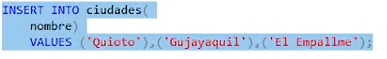 INSERT INTO ciudades(
nombre)
VALUES ('Quioto'),('Gujayaquil'),('El Empallme');